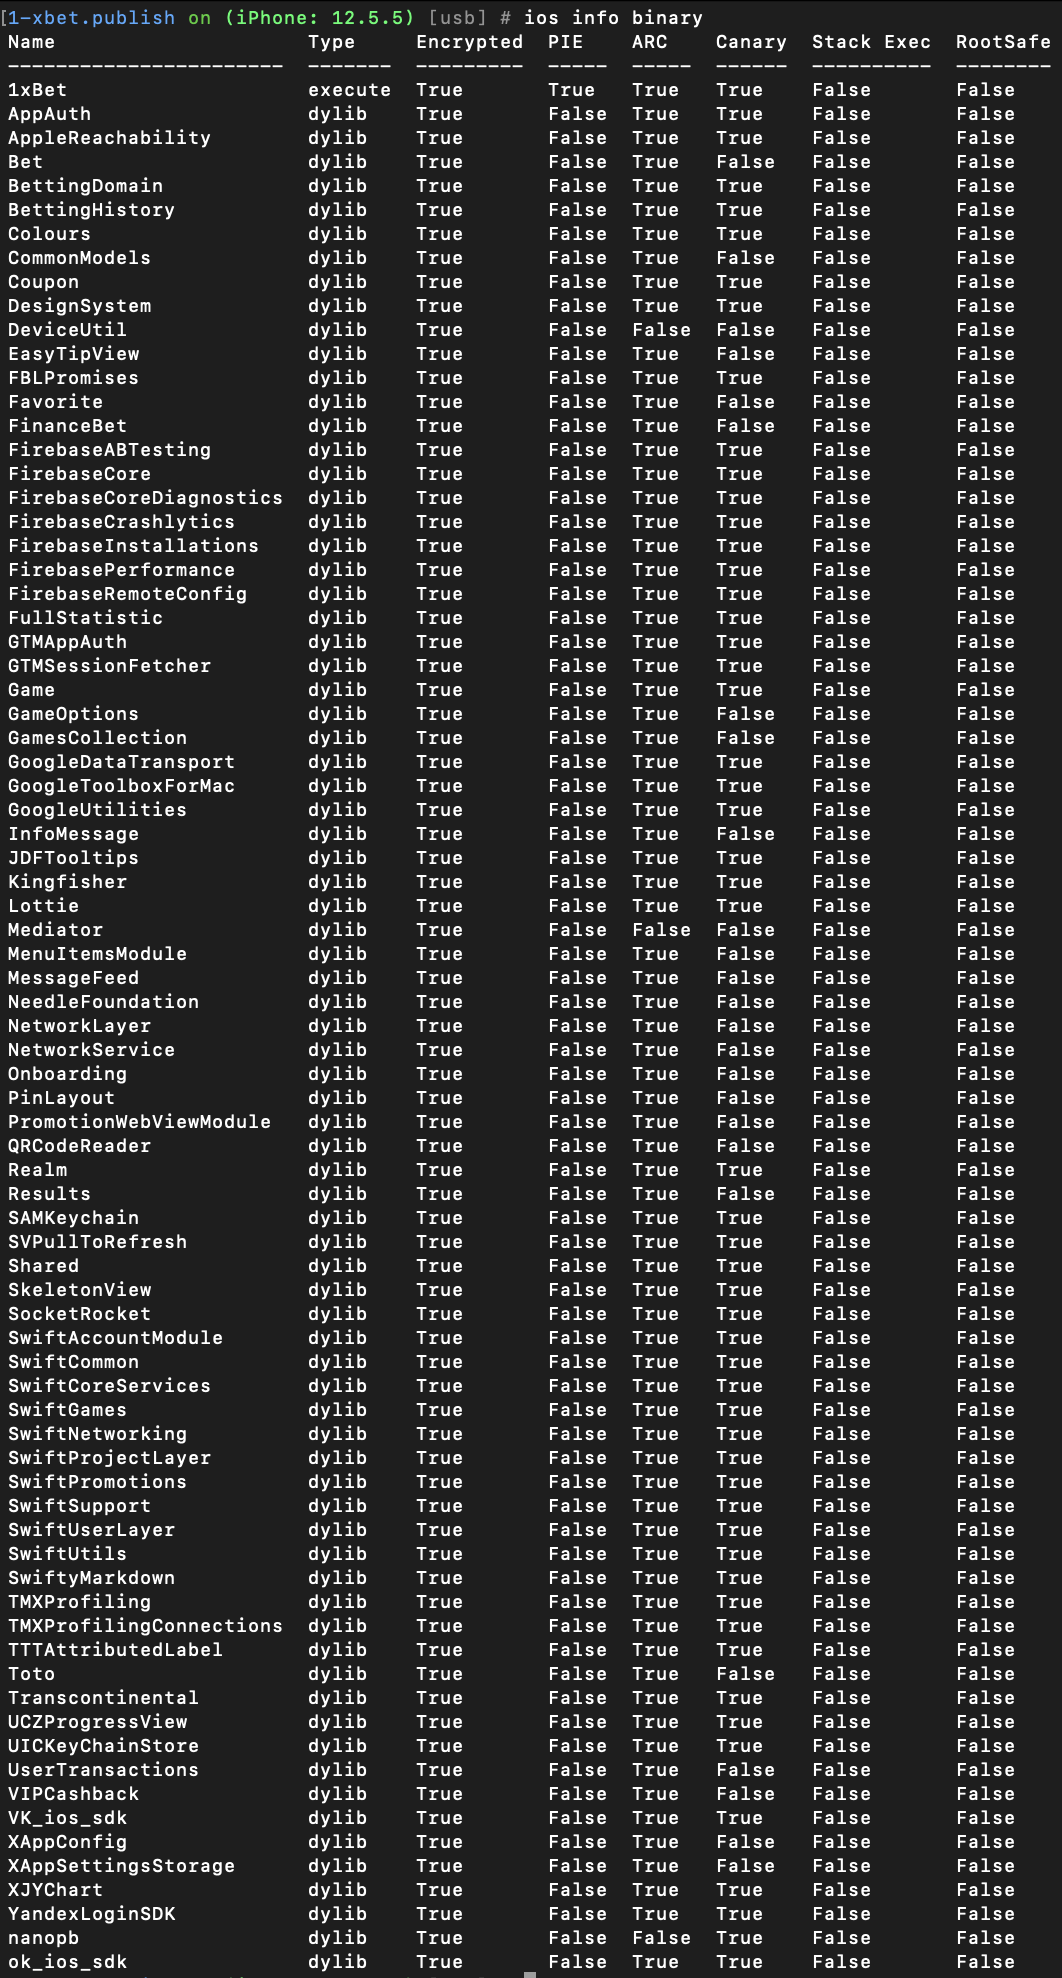 [1-xbet.publish on (iPhone: 12.5.5) [usb] # ios info binary
Name Type Encrypted PIE ARC Canary Stack Exec RootSafe
----------------------- ------- --------- ----- ----- ------ ---------- --------
1xBet execute True True True True False False
AppAuth dylib True False True True False False
AppleReachability dylib True False True True False False
Bet dylib True False True False False False
BettingDomain dylib True False True True False False
BettingHistory dylib True False True True False False
Colours dylib True False True True False False
CommonModels dylib True False True False False False
Coupon dylib True False True True False False
DesignSystem dylib True False True True False False
DeviceUtil dylib True False False False False False
EasyTipView dylib True False True False False False
FBLPromises dylib True False True True False False
Favorite dylib True False True False False False
FinanceBet dylib True False True False False False
FirebaseABTesting dylib True False True True False False
FirebaseCore dylib True False True True False False
FirebaseCoreDiagnostics dylib True False True True False False
FirebaseCrashlytics dylib True False True True False False
FirebaseInstallations dylib True False True True False False
FirebasePerformance dylib True False True True False False
FirebaseRemoteConfig dylib True False True True False False
FullStatistic dylib True False True True False False
GTMAppAuth dylib True False True True False False
GTMSessionFetcher dylib True False True True False False
Game dylib True False True True False False
GameOptions dylib True False True False False False
GamesCollection dylib True False True False False False
GoogleDataTransport dylib True False True True False False
GoogleToolboxForMac dylib True False True True False False
GoogleUtilities dylib True False True True False False
InfoMessage dylib True False True False False False
JDFTooltips dylib True False True True False False
Kingfisher dylib True False True True False False
Lottie dylib True False True True False False
Mediator dylib True False False False False False
MenuItemsModule dylib True False True False False False
MessageFeed dylib True False True False False False
NeedleFoundation dylib True False True False False False
NetworkLayer dylib True False True False False False
NetworkService dylib True False True False False False
Onboarding dylib True False True False False False
PinLayout dylib True False True False False False
PromotionWebViewModule dylib True False True False False False
QRCodeReader dylib True False True False False False
Realm dylib True False True True False False
Results dylib True False True False False False
SAMKeychain dylib True False True True False False
SVPullToRefresh dylib True False True True False False
Shared dylib True False True True False False
SkeletonView dylib True False True True False False
SocketRocket dylib True False True True False False
SwiftAccountModule dylib True False True True False False
SwiftCommon dylib True False True True False False
SwiftCoreServices dylib True False True True False False
SwiftGames dylib True False True True False False
SwiftNetworking dylib True False True True False False
SwiftProjectLayer dylib True False True True False False
SwiftPromotions dylib True False True True False False
SwiftSupport dylib True False True True False False
SwiftUserLayer dylib True False True True False False
SwiftUtils dylib True False True True False False
SwiftyMarkdown dylib True False True True False False
TMXProfiling dylib True False True True False False
TMXProfilingConnections dylib True False True True False False
TTTAttributedLabel dylib True False True True False False
Toto dylib True False True False False False
Transcontinental dylib True False True True False False
UCZProgressView dylib True False True True False False
UICKeyChainStore dylib True False True True False False
UserTransactions dylib True False True False False False
VIPCashback dylib True False True False False False
VK_ios_sdk dylib True False True True False False
XAppConfig dylib True False True False False False
XAppSettingsStorage dylib True False True False False False
XJYChart dylib True False True True False False
YandexLoginSDK dylib True False True True False False
nanopb dylib True False False True False False
ok_ios_sdk dylib True False True True False False